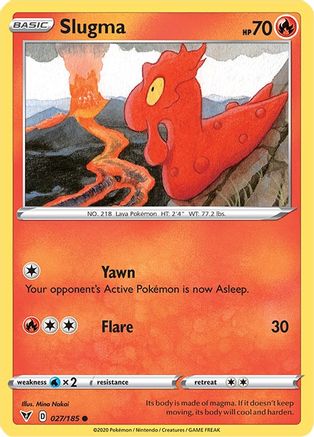 BASIC Slugma HP70
NO. 218 Lava Pokémon HT: 2'4" WT: 77.2 lbs.
Yawn
Your opponent's Active Pokémon is now Asleep.
Flare 30
weakness ×2 resistance retreat
Illus. Mina Nakai
D 027/185
Its body is made of magma. If it doesn't keep
moving, its body will cool and harden.
©2020 Pokémon / Nintendo / Creatures / GAME FREAK